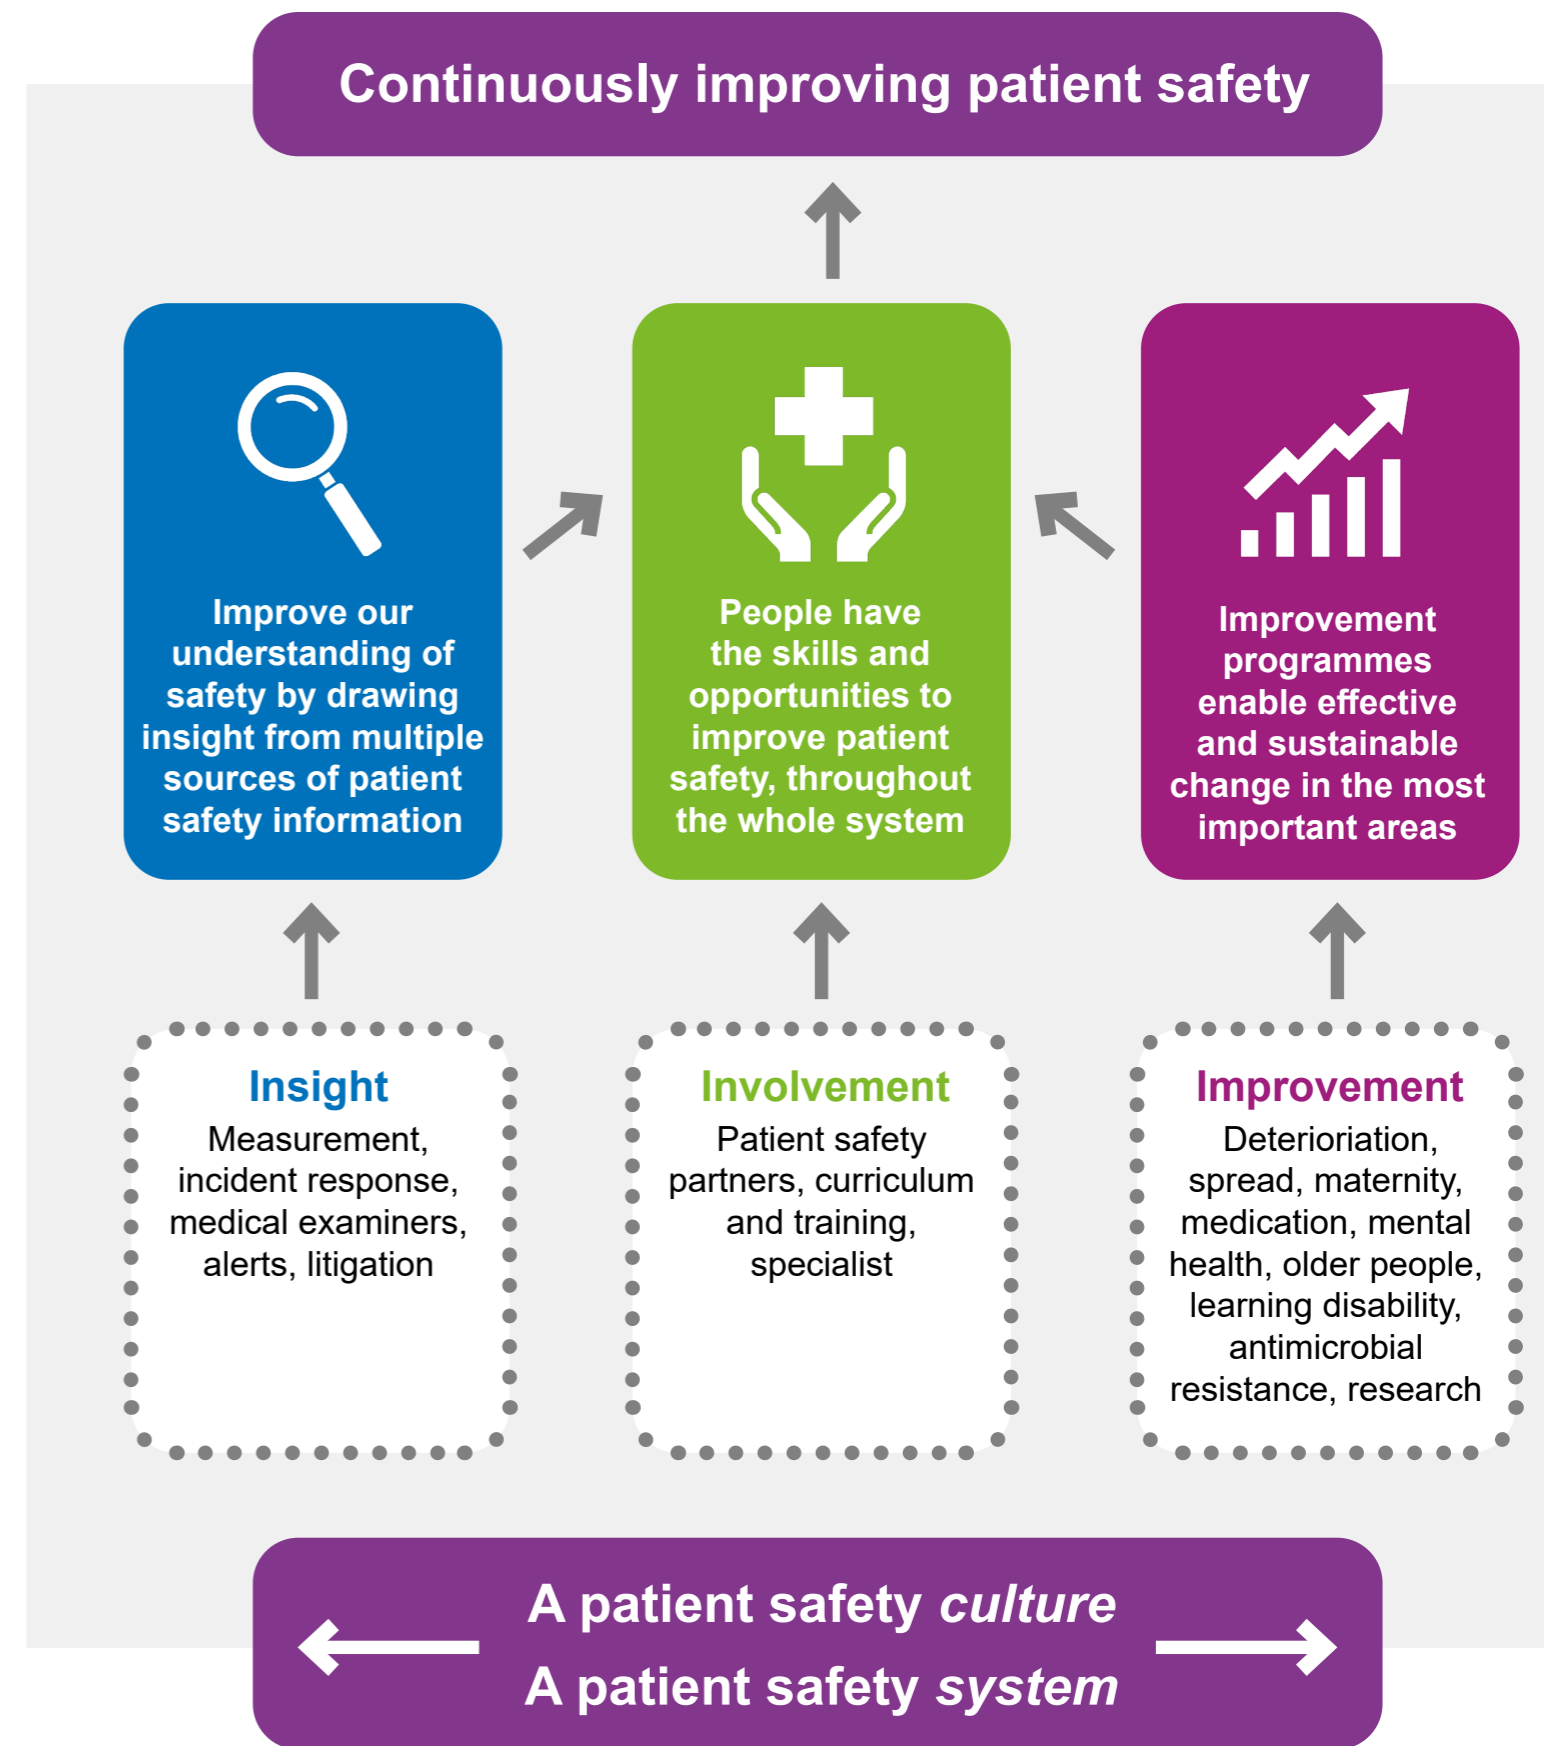 Continuously improving patient safety
Improve our
understanding of
safety by drawing
insight from multiple
sources of patient
safety information
People have
the skills and
opportunities to
improve patient
safety, throughout
the whole system
Improvement
programmes
enable effective
and sustainable
change in the most
important areas
Insight
Measurement,
incident response,
medical examiners,
alerts, litigation
Involvement
Patient safety
partners, curriculum
and training,
specialist
Improvement
Deterioriation,
spread, maternity,
medication, mental
health, older people,
learning disability,
antimicrobial
resistance, research
A patient safety culture
A patient safety system